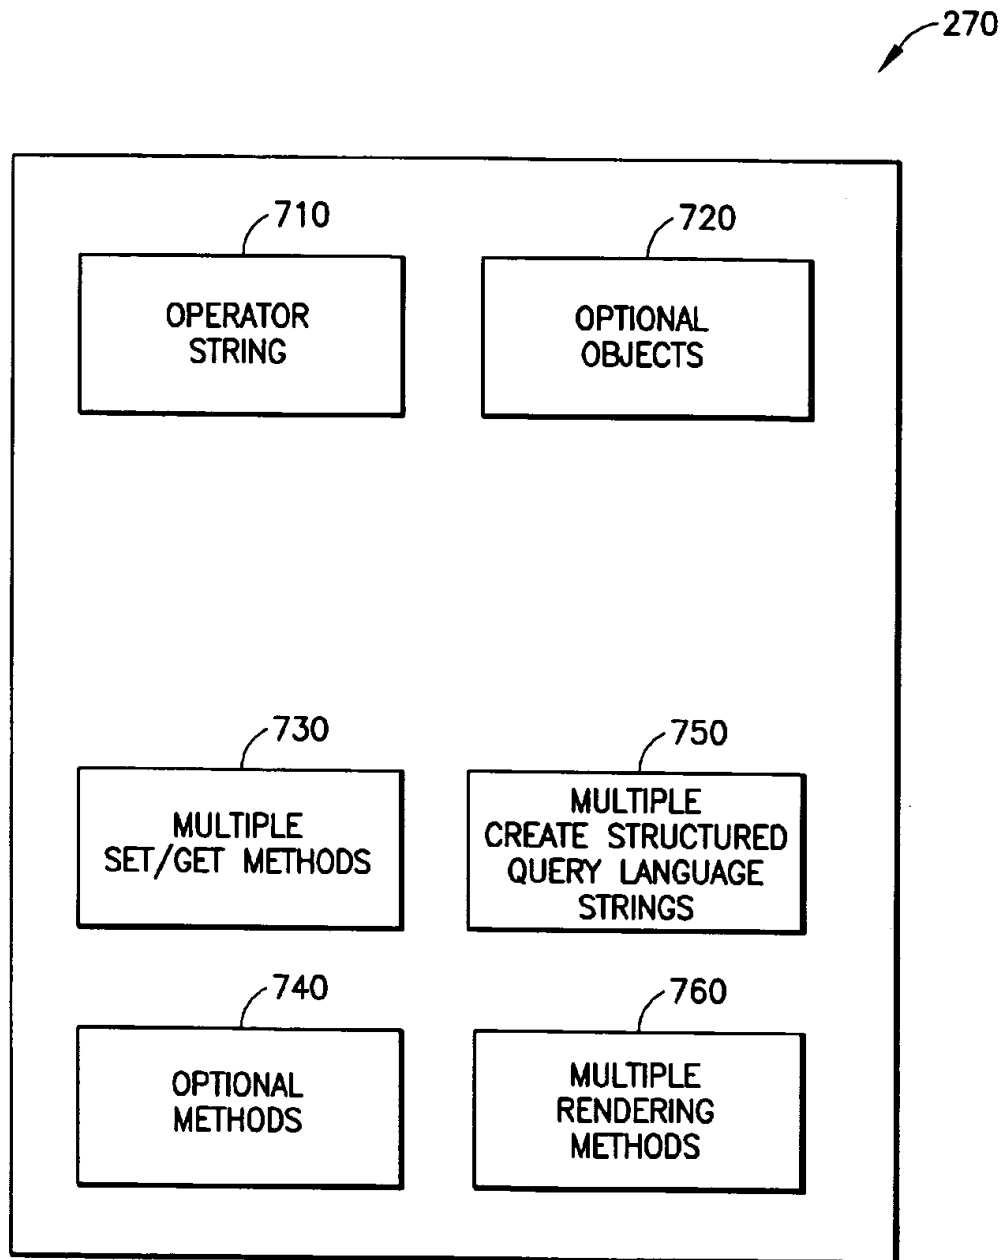 270
710
OPERATOR
STRING
720
OPTIONAL
OBJECTS
730
MULTIPLE
SET/GET METHODS
750
MULTIPLE
CREATE STRUCTURED
QUERY LANGUAGE
STRINGS
740
OPTIONAL
METHODS
760
MULTIPLE
RENDERING
METHODS